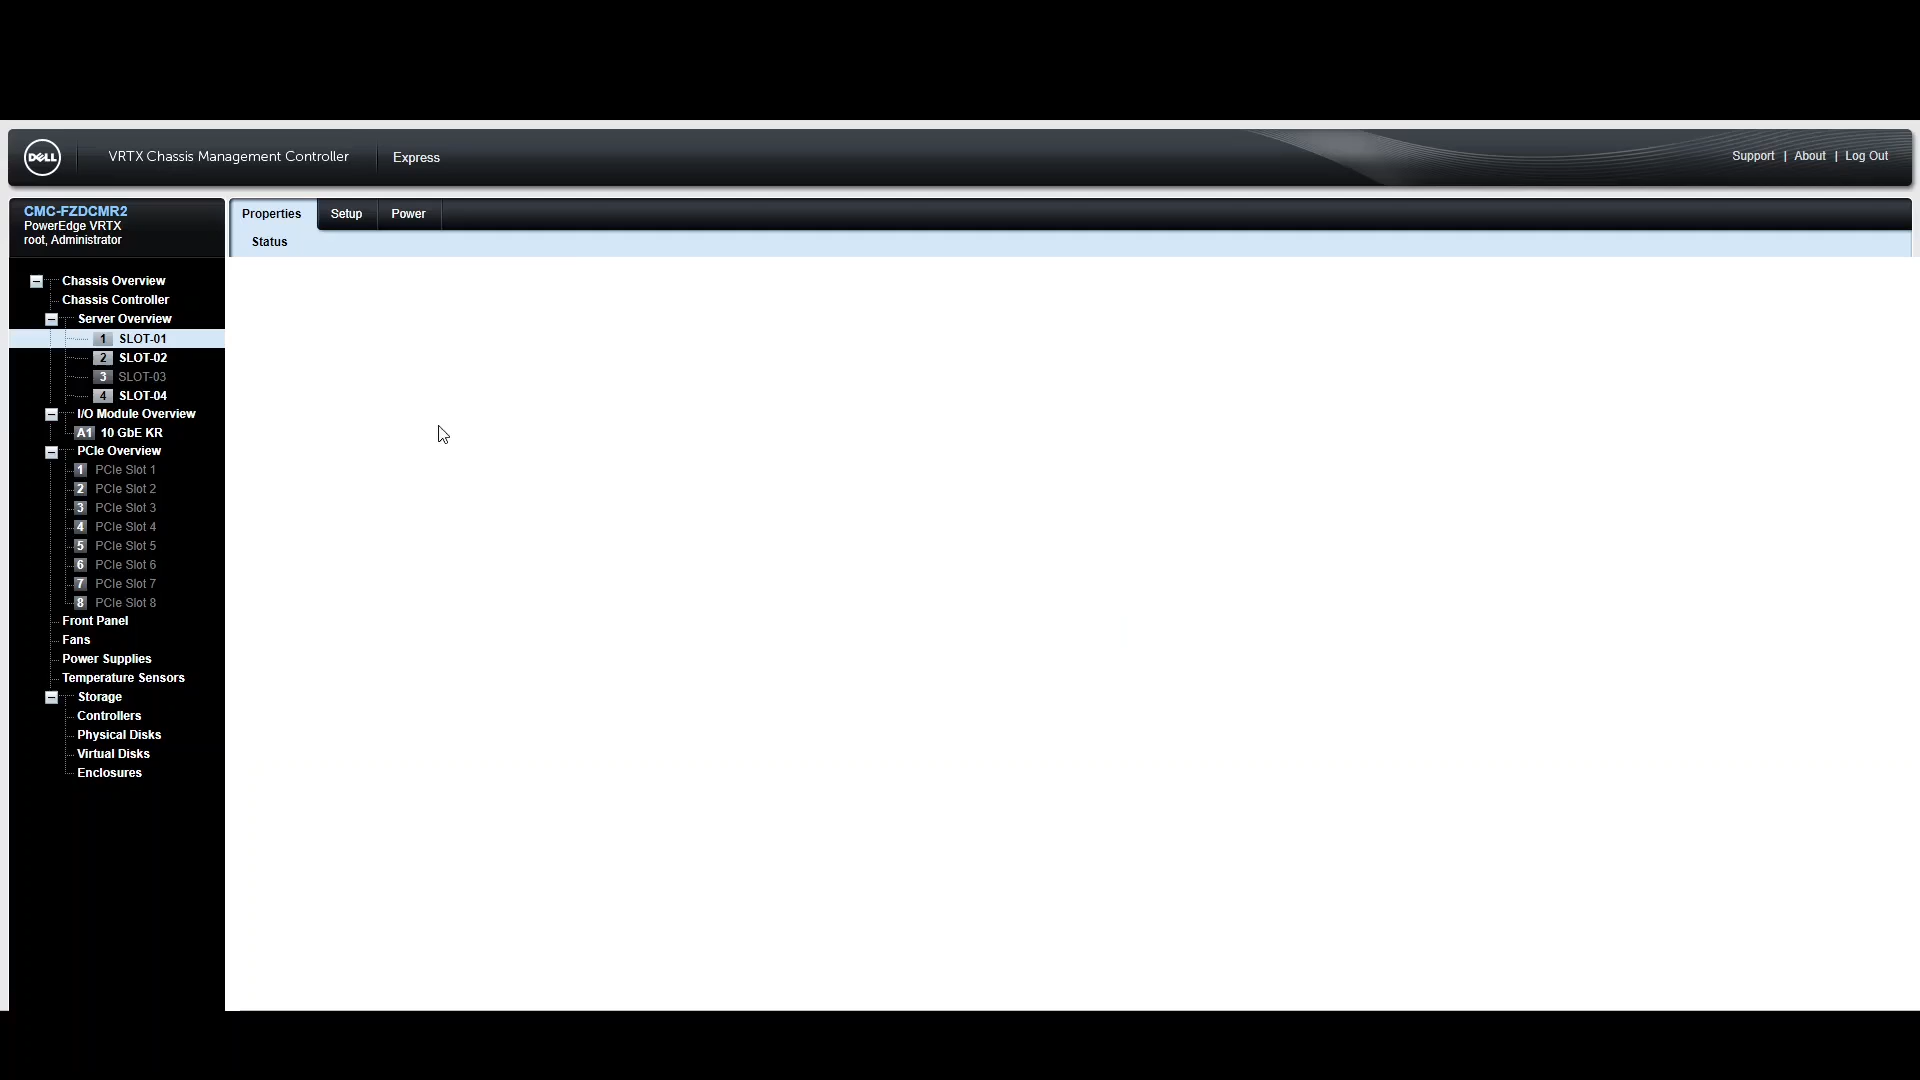 DELL
VRTX Chassis Management Controller
Express
Support | About | Log Out
CMC-FZDCMR2
PowerEdge VRTX
root, Administrator
Properties
Setup
Power
Status
Chassis Overview
Chassis Controller
Server Overview
1 SLOT-01
2 SLOT-02
3 SLOT-03
4 SLOT-04
I/O Module Overview
A1 10 GbE KR
PCIe Overview
1 PCIe Slot 1
2 PCIe Slot 2
3 PCIe Slot 3
4 PCIe Slot 4
5 PCIe Slot 5
6 PCIe Slot 6
7 PCIe Slot 7
8 PCIe Slot 8
Front Panel
Fans
Power Supplies
Temperature Sensors
Storage
Controllers
Physical Disks
Virtual Disks
Enclosures